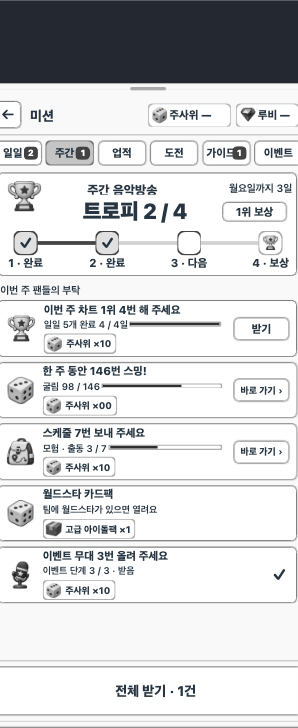 ← 미션 주사위 — 루비 —
일일 2 주간 1 업적 도전 가이드 1 이벤트
주간 음악방송
트로피 2 / 4
월요일까지 3일
1위 보상
1 · 완료 2 · 완료 3 · 다음 4 · 보상
이번 주 팬들의 부탁
이번 주 차트 1위 4번 해 주세요
일일 5개 완료 4 / 4일
주사위 ×10
받기
한 주 동안 146번 스밍!
굴림 98 / 146
주사위 ×00
바로 가기 ›
스케줄 7번 보내 주세요
모험 · 출동 3 / 7
주사위 ×10
바로 가기 ›
월드스타 카드팩
팀에 월드스타가 있으면 열려요
고급 아이돌팩 ×1
이벤트 무대 3번 올려 주세요
이벤트 단계 3 / 3 · 받음
주사위 ×10
전체 받기 · 1건